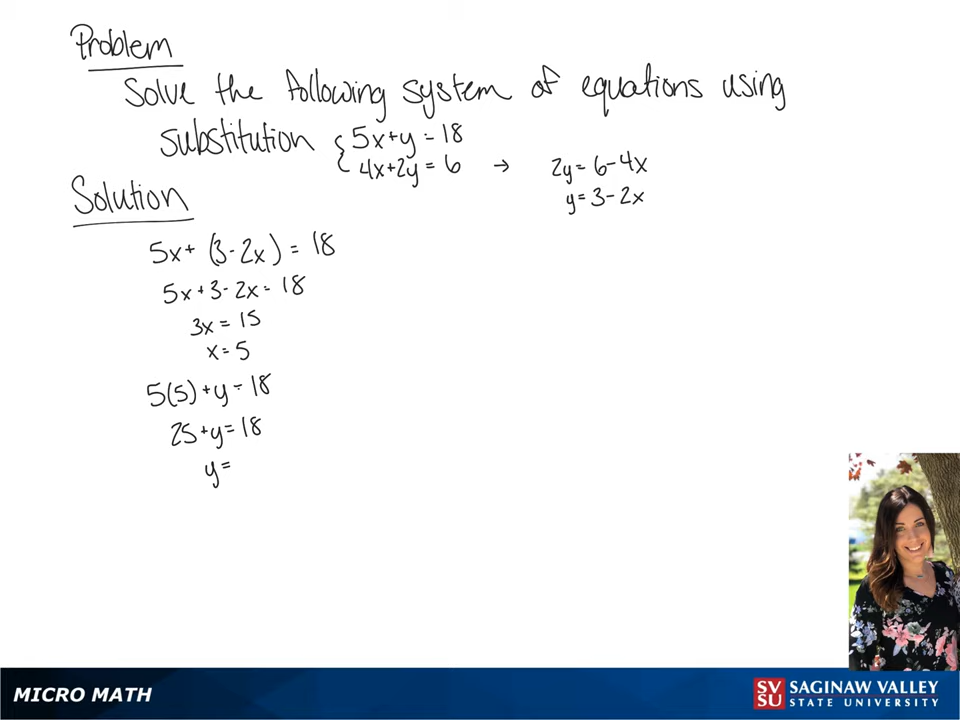 Problem
Solve the following system of equations using
substitution { 5x+y = 18
4x+2y = 6 → 2y = 6-4x
y = 3-2x
Solution
5x + (3-2x) = 18
5x+3-2x = 18
3x = 15
x = 5
5(5)+y = 18
25+y = 18
y =
MICRO MATH
SV SU SAGINAW VALLEY
STATE UNIVERSITY